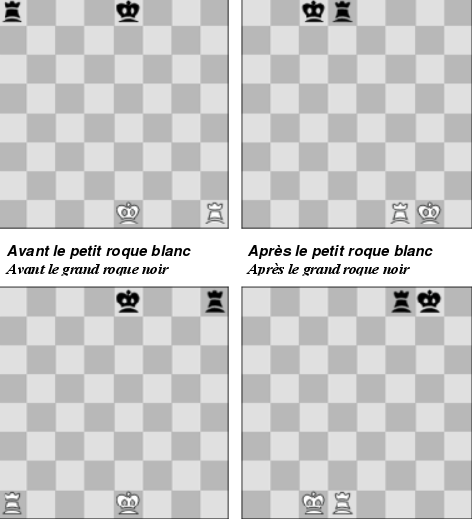 Avant le petit roque blanc
Avant le grand roque noir
Après le petit roque blanc
Après le grand roque noir